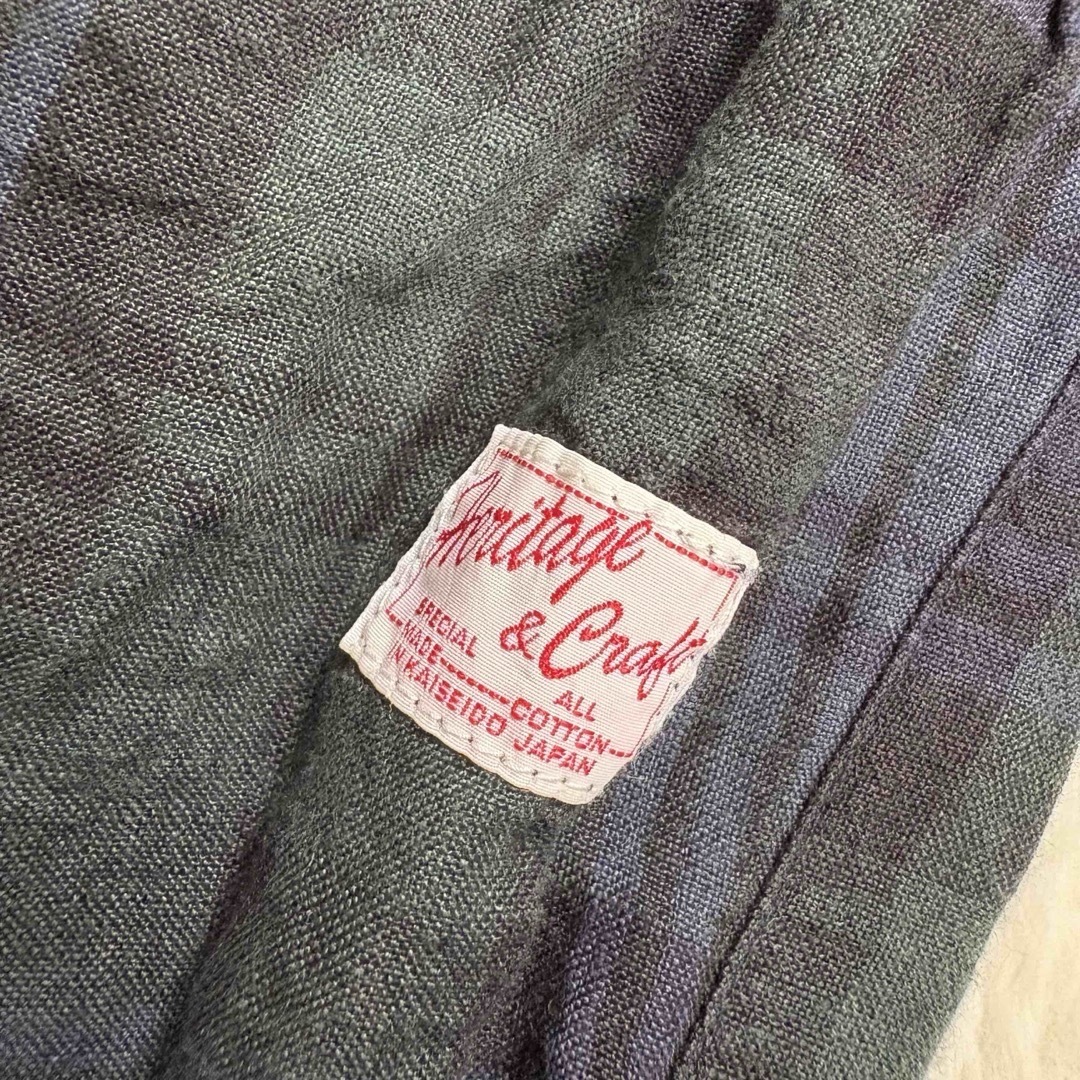 Heritage
& Craft
SPECIAL ALL
MADE COTTON
IN KAISEIDO JAPAN